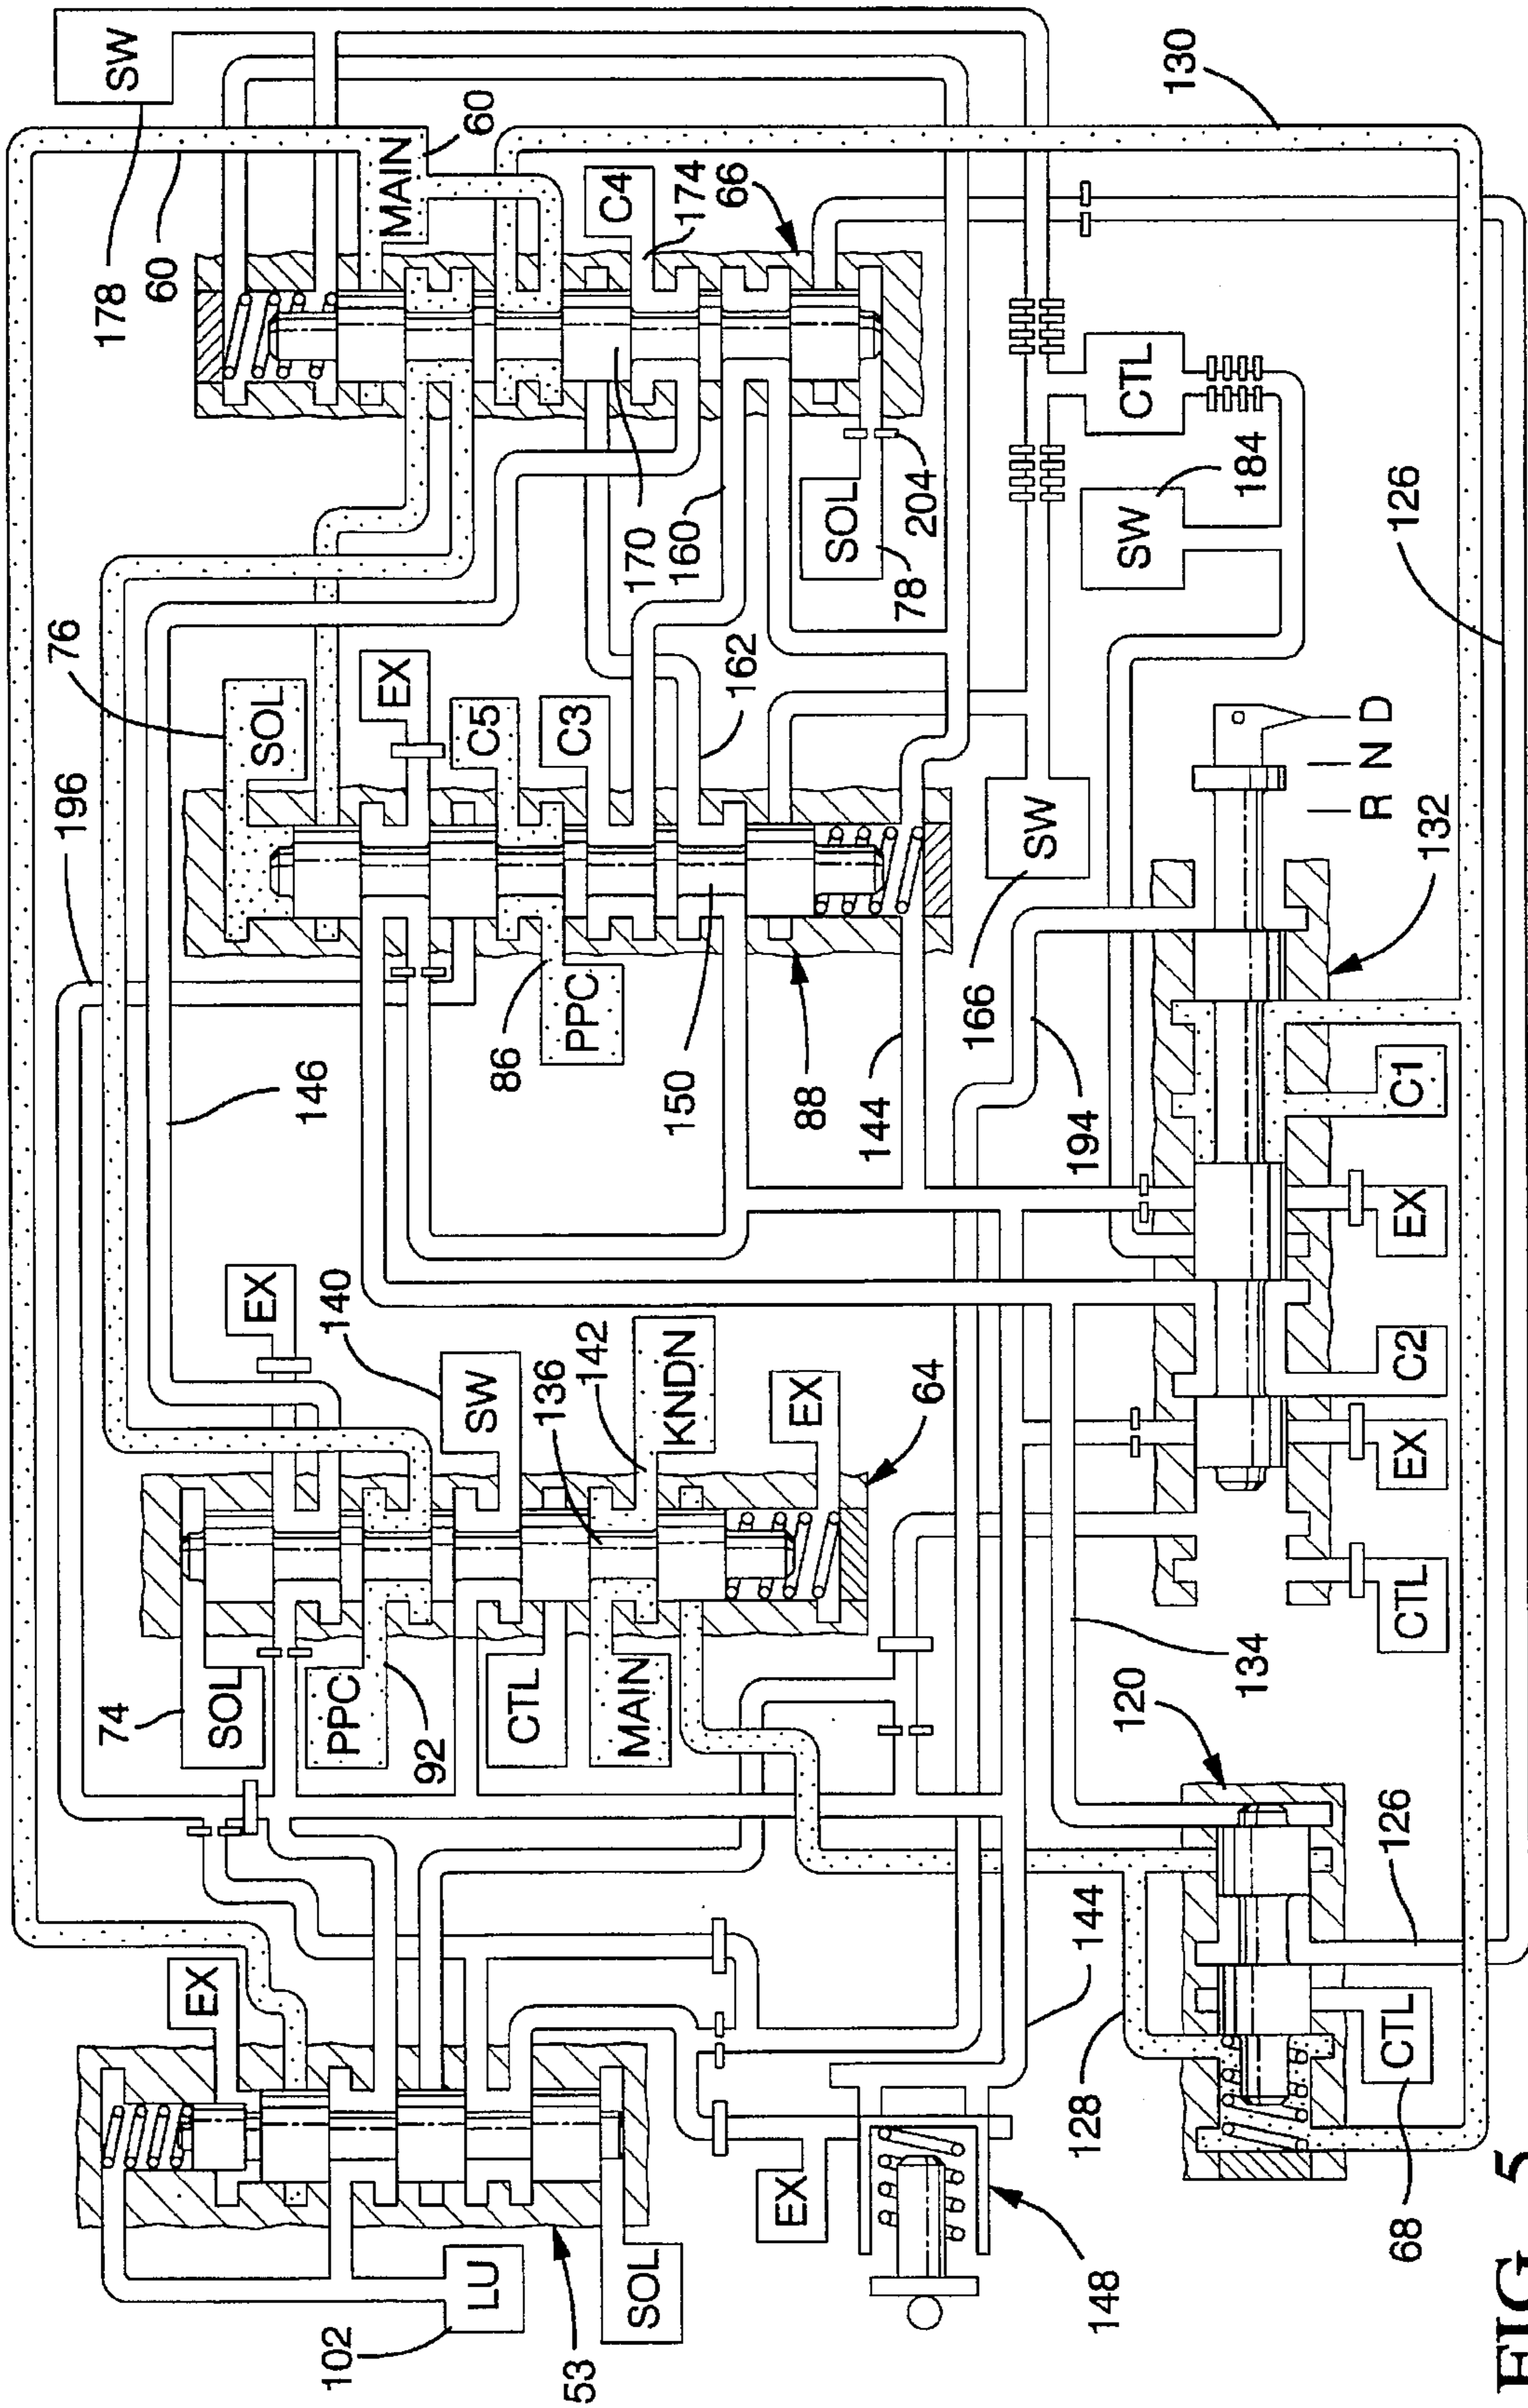 SW
178
60
MAIN
60
130
C4
174
66
76
SOL
EX
C5
C3
162
170
160
SOL
78
204
CTL
SW
184
126
196
146
86
PPC
150
88
144
SW
166
194
R N D
132
C1
EX
C2
EX
CTL
134
EX
140
SW
136
142
KNDN
EX
64
74
SOL
PPC
92
CTL
MAIN
120
126
EX
144
128
CTL
68
EX
148
LU
102
53
SOL
FIG. 5